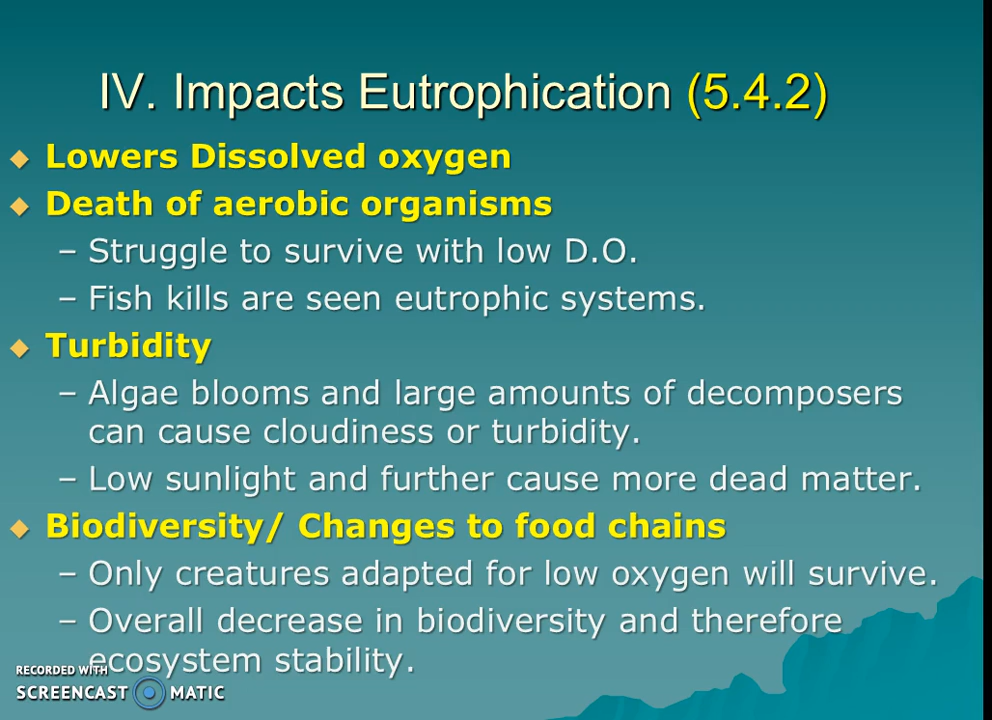 IV. Impacts Eutrophication (5.4.2)
Lowers Dissolved oxygen
Death of aerobic organisms
– Struggle to survive with low D.O.
– Fish kills are seen eutrophic systems.
Turbidity
– Algae blooms and large amounts of decomposers
can cause cloudiness or turbidity.
– Low sunlight and further cause more dead matter.
Biodiversity/ Changes to food chains
– Only creatures adapted for low oxygen will survive.
– Overall decrease in biodiversity and therefore
ecosystem stability.
RECORDED WITH
SCREENCAST MATIC